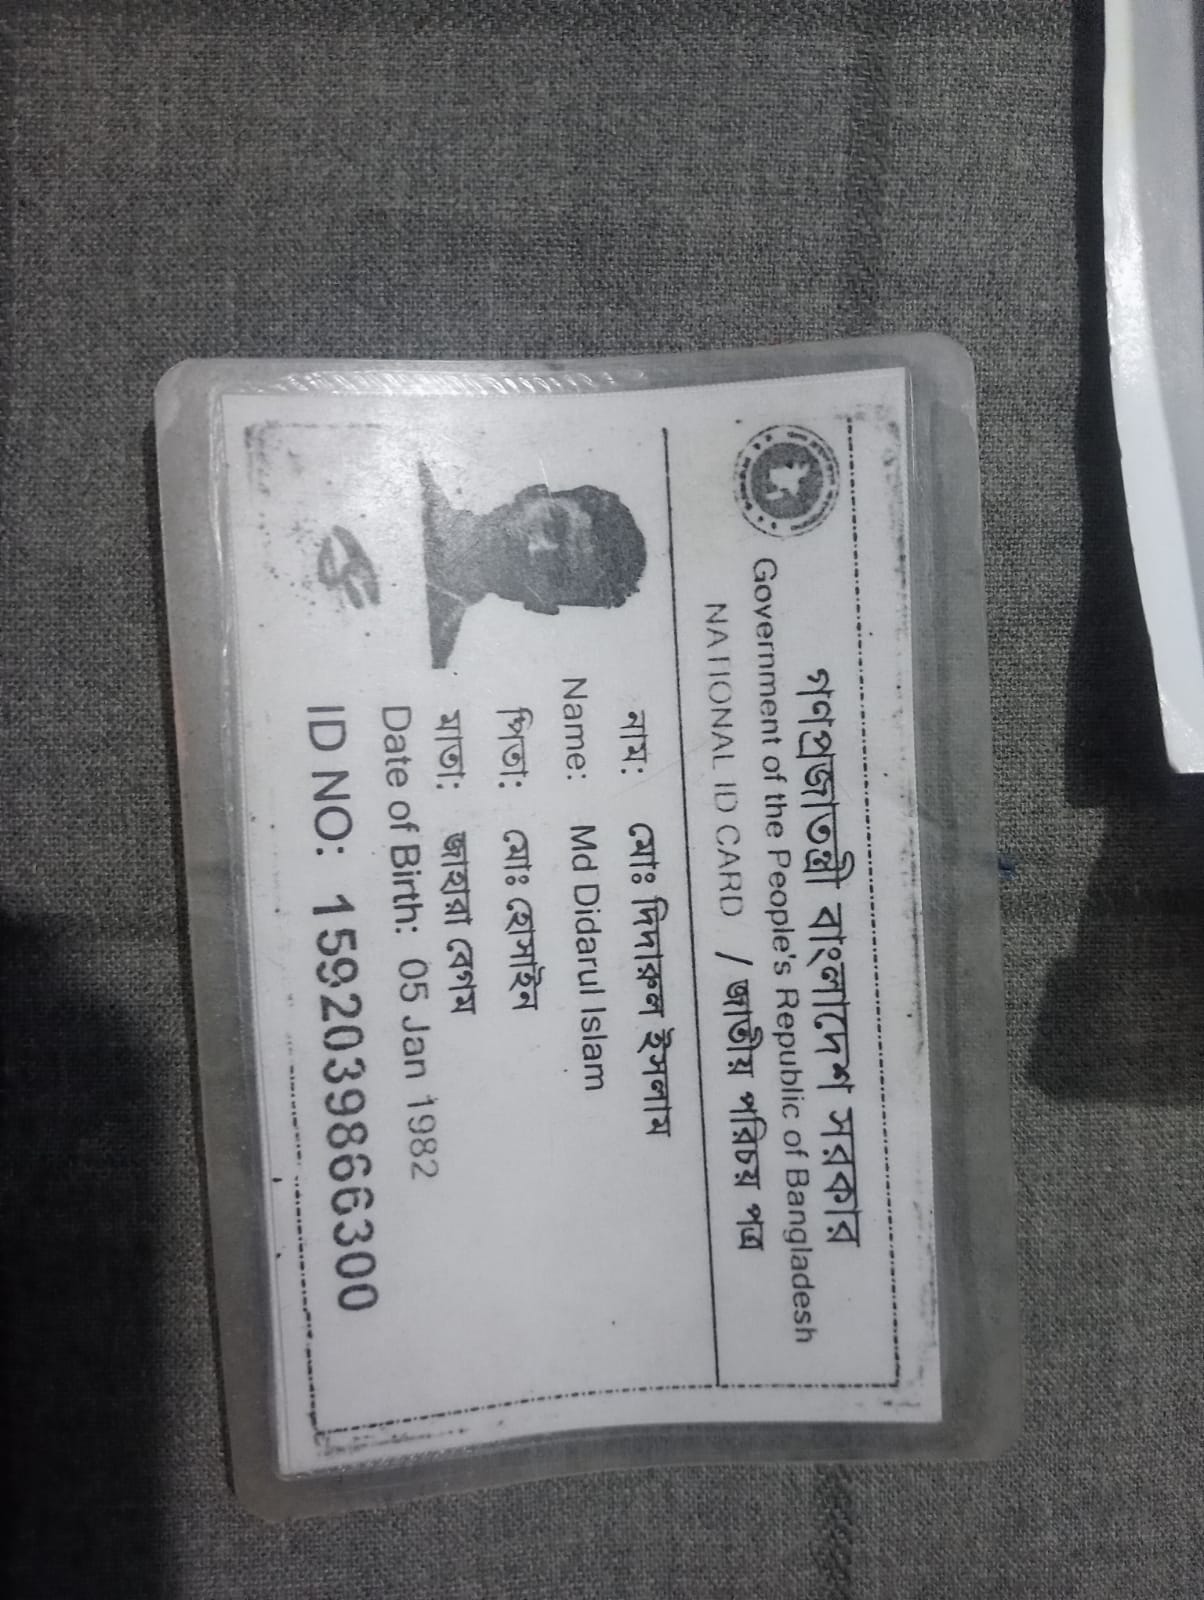 গণপ্রজাতন্ত্রী বাংলাদেশ সরকার
Government of the People's Republic of Bangladesh
NATIONAL ID CARD / জাতীয় পরিচয় পত্র
নাম: মোঃ দিদারুল ইসলাম
Name: Md Didarul Islam
পিতা: মোঃ হোসাইন
মাতা: জাহারা বেগম
Date of Birth: 05 Jan 1982
ID NO: 1592039866300